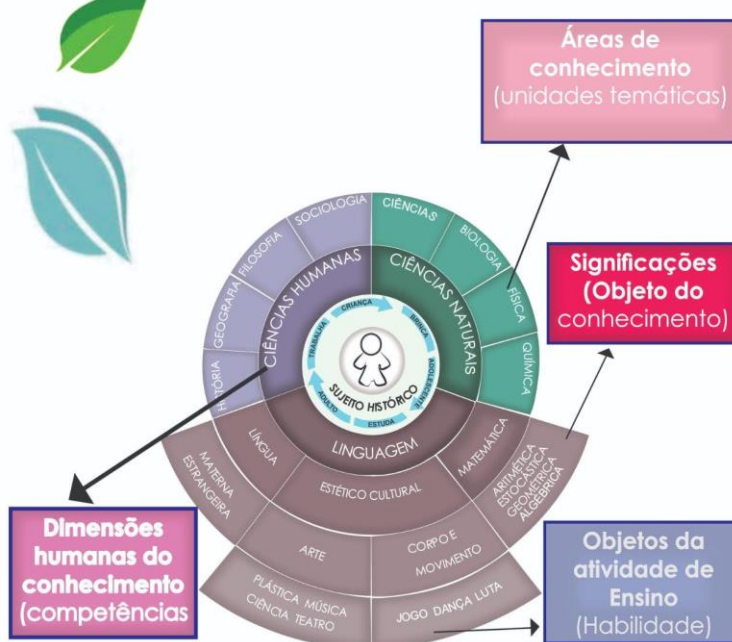 Áreas de
conhecimento
(unidades temáticas)
Significações
(Objeto do
conhecimento)
Objetos da
atividade de
Ensino
(Habilidade)
Dimensões
humanas do
conhecimento
(competências
CIÊNCIAS HUMANAS
HISTÓRIA
GEOGRAFIA
FILOSOFIA
SOCIOLOGIA
CIÊNCIAS NATURAIS
CIÊNCIAS
BIOLOGIA
FÍSICA
QUÍMICA
LINGUAGEM
LÍNGUA
MATERNA
ESTRANGEIRA
ESTÉTICO CULTURAL
ARTE
PLÁSTICA MÚSICA
CIÊNCIA TEATRO
CORPO E
MOVIMENTO
JOGO DANÇA LUTA
MATEMÁTICA
ARITMÉTICA
ESTOCÁSTICA
GEOMÉTRICA
ALGÉBRICA
CRIANÇA
BRINCA
ADOLESCENTE
ESTUDA
ADULTO
TRABALHA
SUJEITO HISTÓRICO